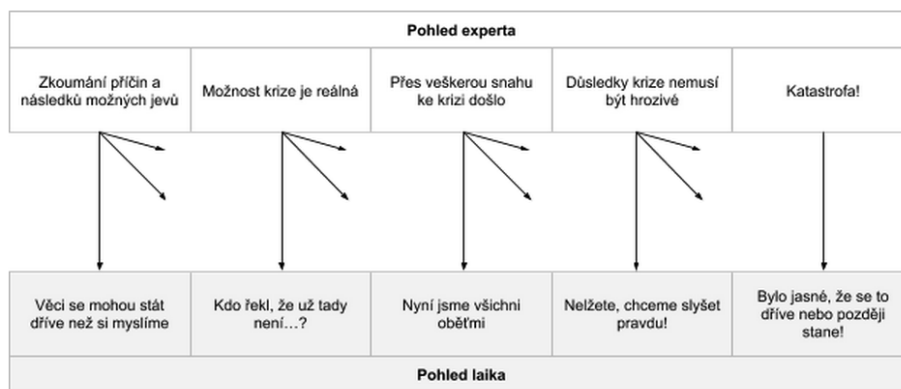 Pohled experta
Zkoumání příčin a
následků možných jevů
Možnost krize je reálná
Přes veškerou snahu
ke krizi došlo
Důsledky krize nemusí
být hrozivé
Katastrofa!
Věci se mohou stát
dříve než si myslíme
Kdo řekl, že už tady
není…?
Nyní jsme všichni
oběťmi
Nelžete, chceme slyšet
pravdu!
Bylo jasné, že se to
dříve nebo později
stane!
Pohled laika